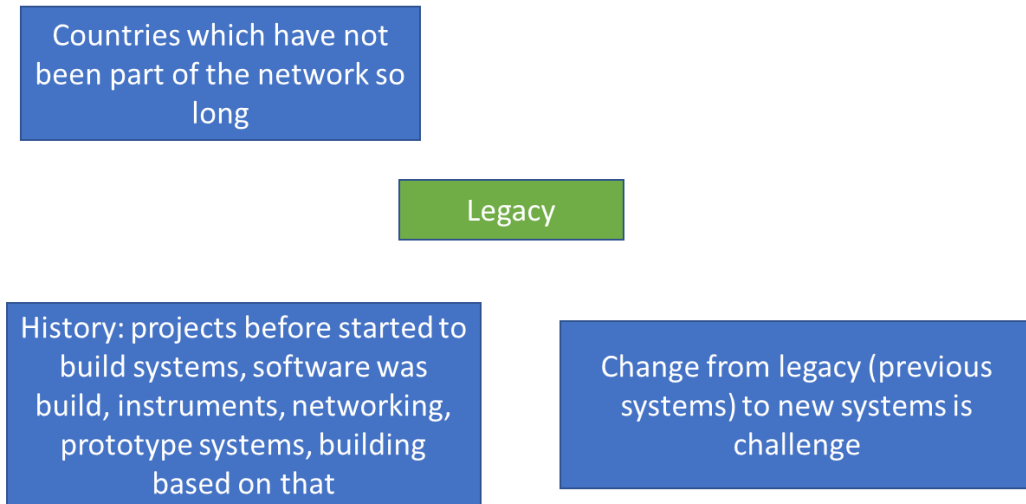 Countries which have not
been part of the network so
long
Legacy
History: projects before started to
build systems, software was
build, instruments, networking,
prototype systems, building
based on that
Change from legacy (previous
systems) to new systems is
challenge